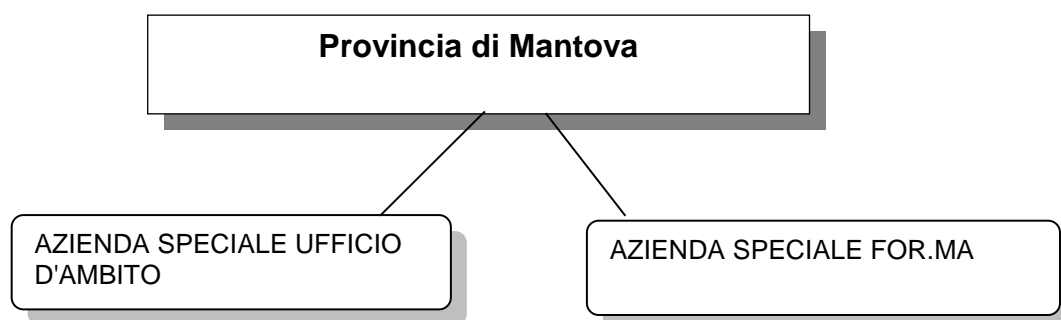 Provincia di Mantova
AZIENDA SPECIALE UFFICIO
D'AMBITO
AZIENDA SPECIALE FOR.MA